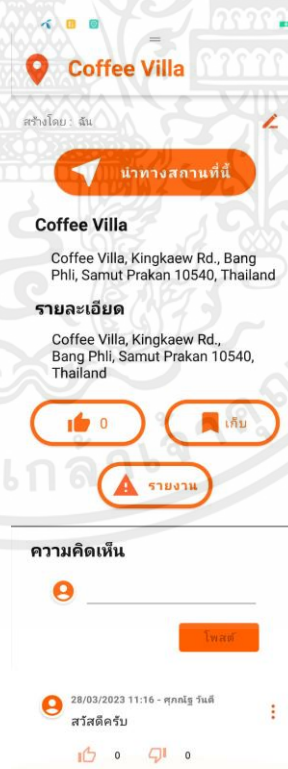 Coffee Villa
สร้างโดย : ฉัน
นำทางสถานที่นี้
Coffee Villa
Coffee Villa, Kingkaew Rd., Bang
Phli, Samut Prakan 10540, Thailand
รายละเอียด
Coffee Villa, Kingkaew Rd.,
Bang Phli, Samut Prakan 10540,
Thailand
0 เก็บ
รายงาน
ความคิดเห็น
โพสต์
28/03/2023 11:16 - ศุภณัฐ วันดี
สวัสดีครับ
0 0